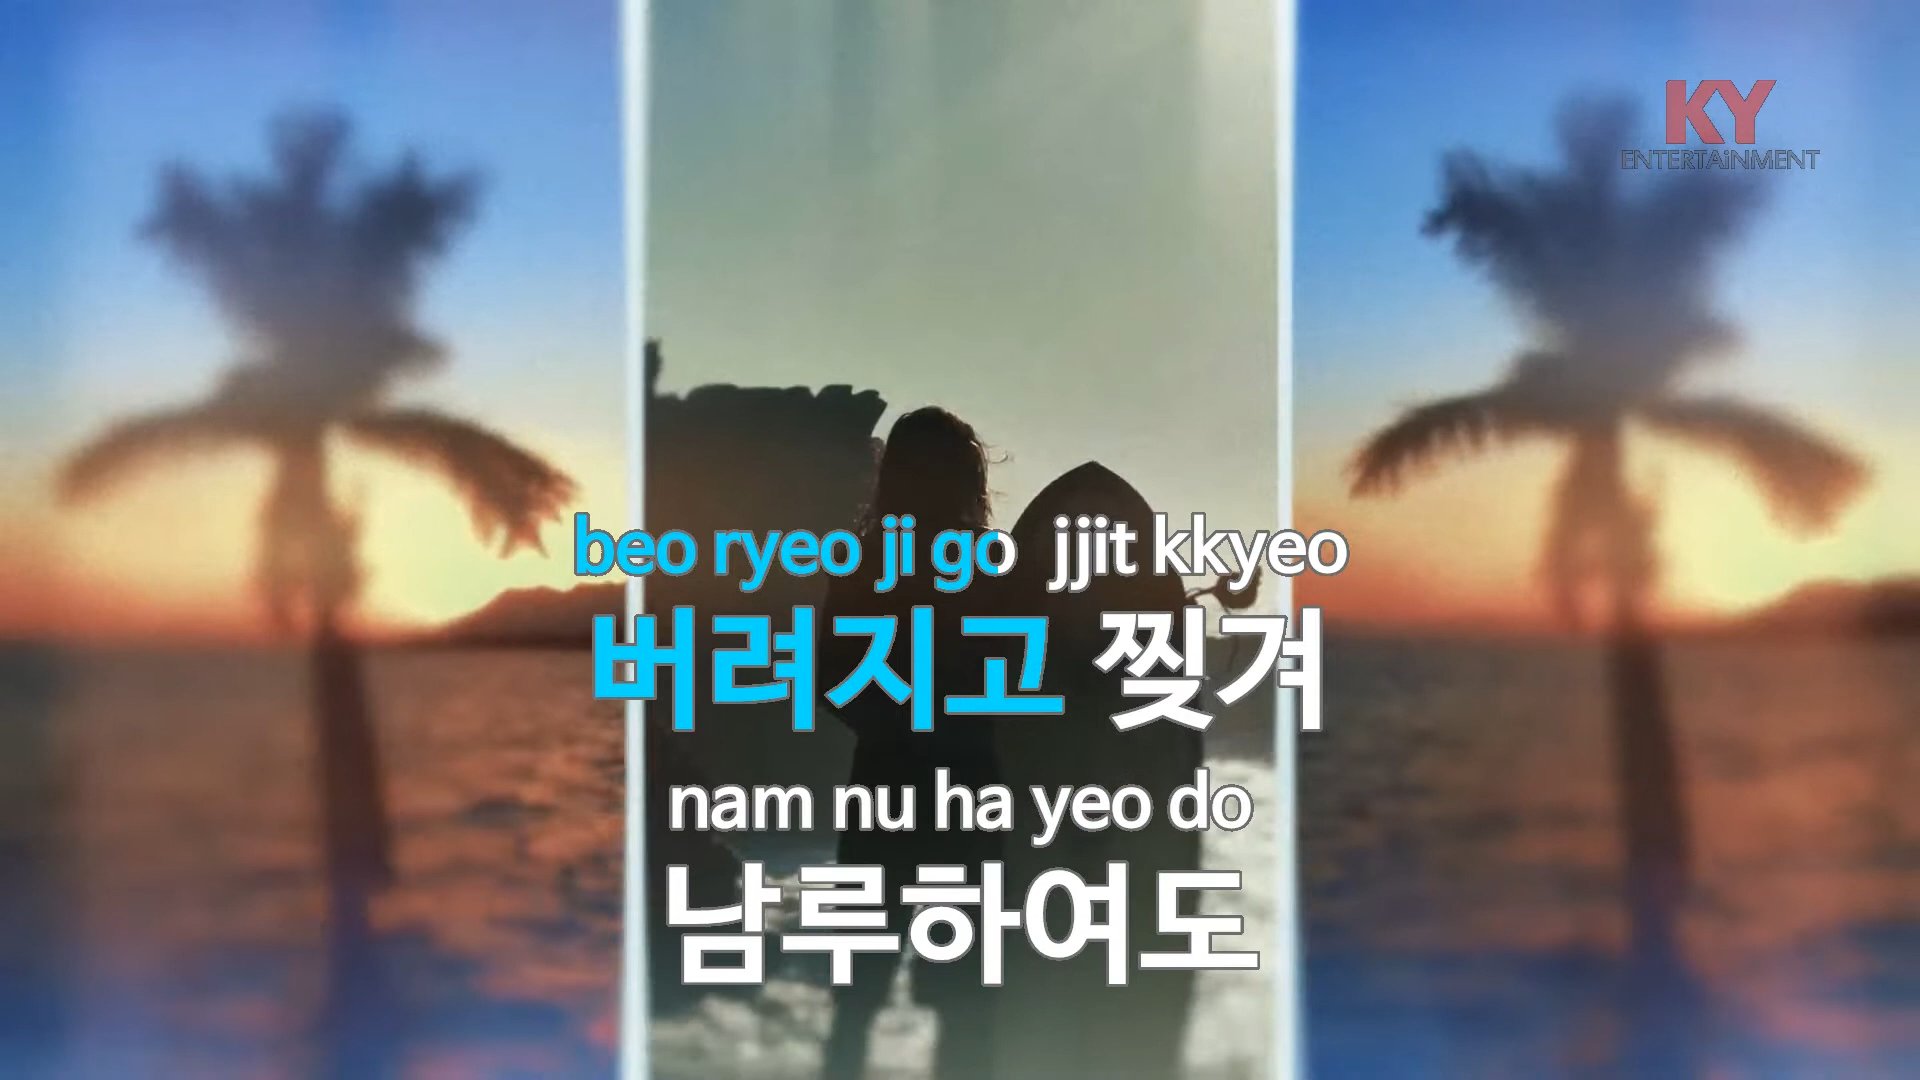 KY
ENTERTAiNMENT
beo ryeo ji go jjit kkyeo
버려지고 찢겨
nam nu ha yeo do
남루하여도